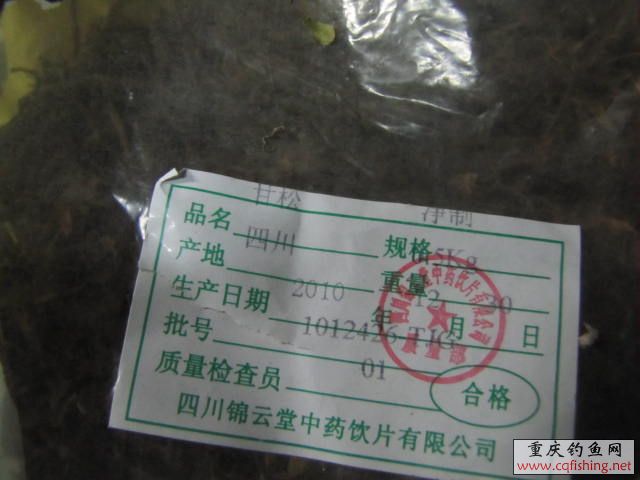 甘松 净制
品名 规格
四川 5Kg
产地 重量
2010 12 20
生产日期 年 月 日
批号 1012426-TJC
质量检查员 01
合格
四川锦云堂中药饮片有限公司
重庆钓鱼网
www.cqfishing.net